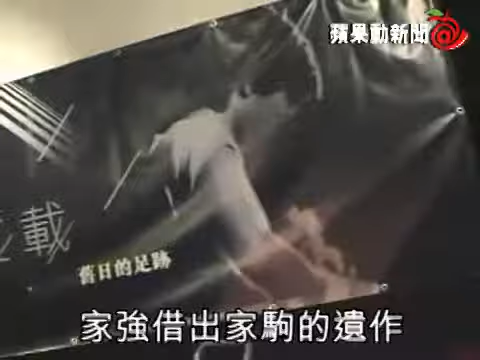 蘋果動新聞
載
舊日的足跡
家強借出家駒的遺作